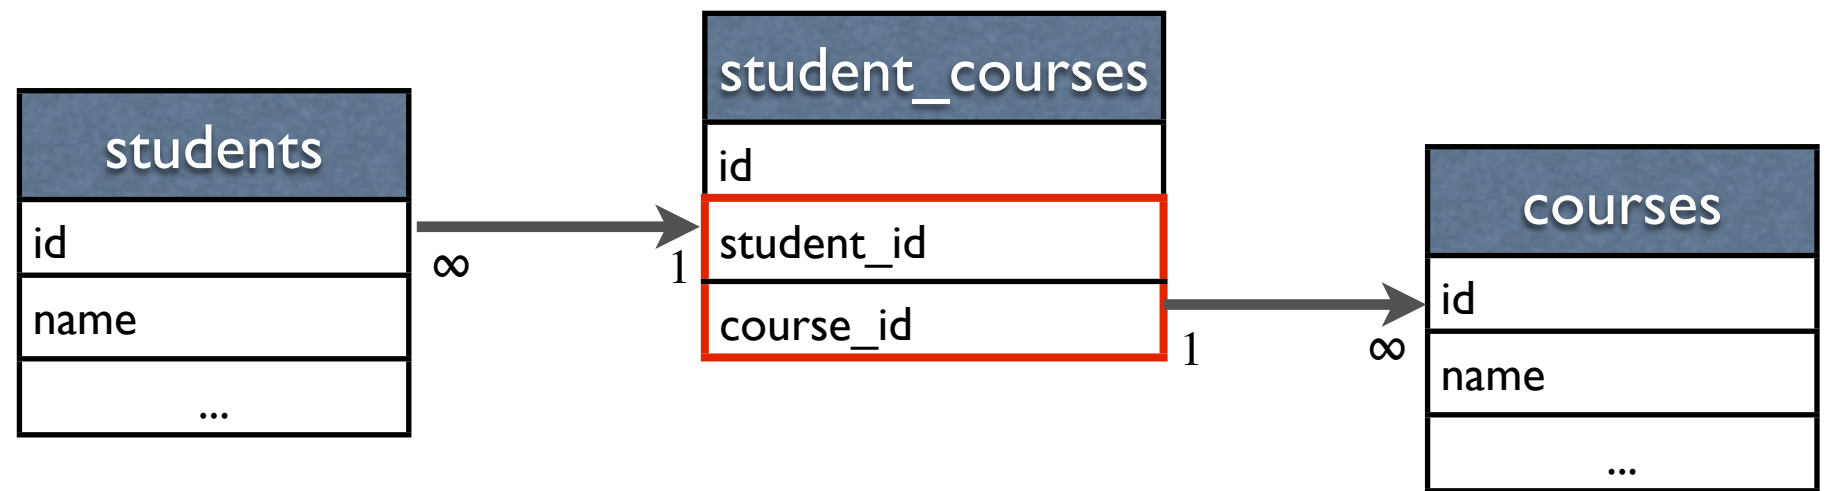 students
id
name
...
∞
1
student_courses
id
student_id
course_id
1
∞
courses
id
name
...